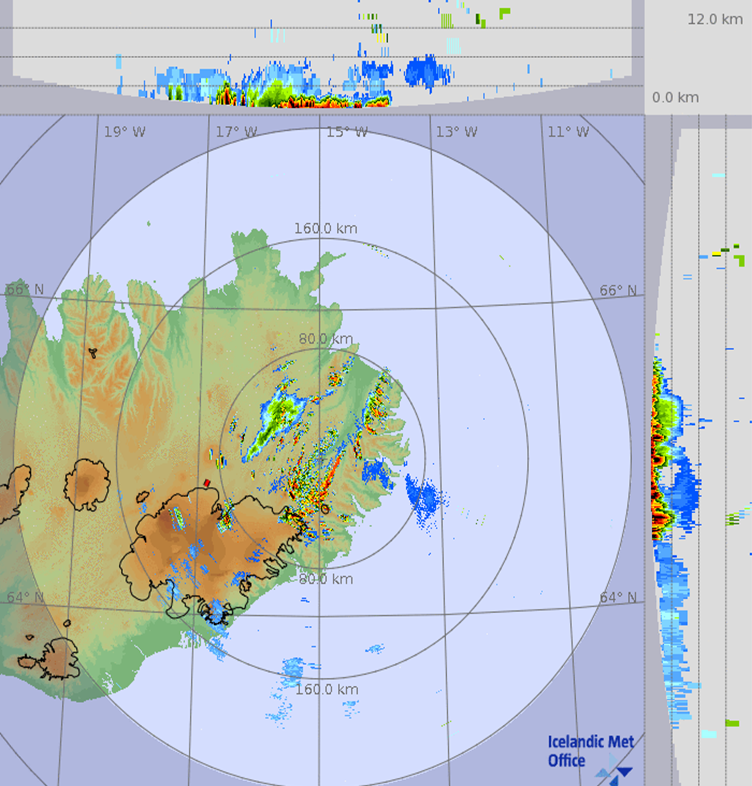 12.0 km
0.0 km
19° W 17° W 15° W 13° W 11° W
160.0 km
66° N 66° N
80.0 km
80.0 km
64° N 64° N
160.0 km
Icelandic Met
Office